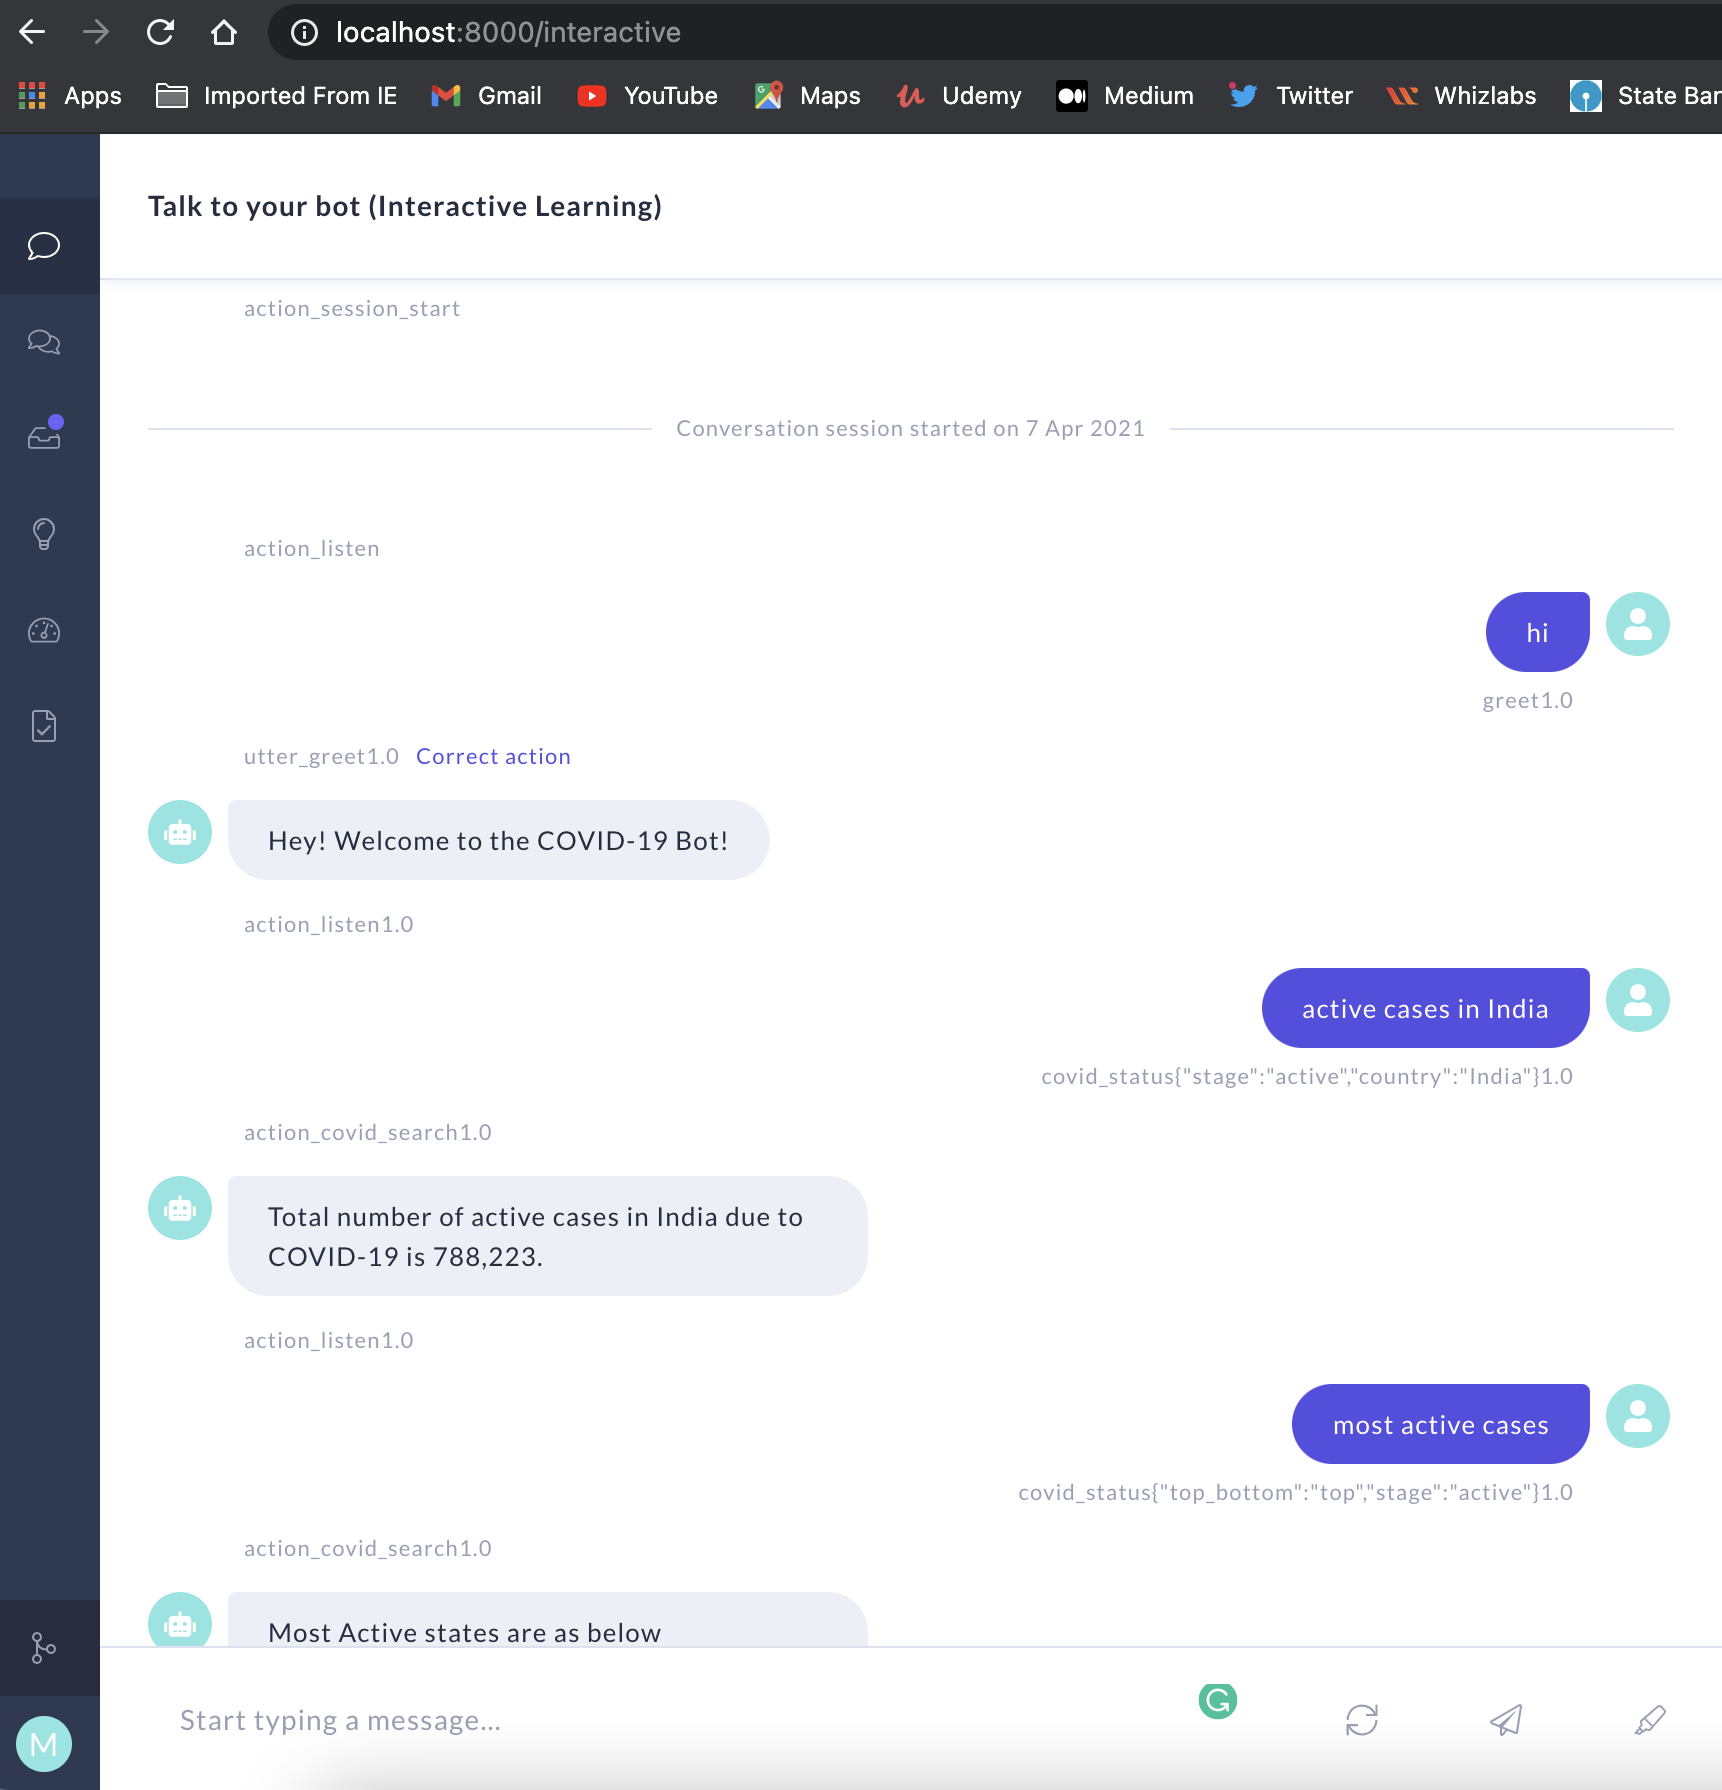 localhost:8000/interactive
Apps Imported From IE Gmail YouTube Maps Udemy Medium Twitter Whizlabs State Bar
Talk to your bot (Interactive Learning)
action_session_start
Conversation session started on 7 Apr 2021
action_listen
hi
greet1.0
utter_greet1.0 Correct action
Hey! Welcome to the COVID-19 Bot!
action_listen1.0
active cases in India
covid_status{"stage":"active","country":"India"}1.0
action_covid_search1.0
Total number of active cases in India due to
COVID-19 is 788,223.
action_listen1.0
most active cases
covid_status{"top_bottom":"top","stage":"active"}1.0
action_covid_search1.0
Most Active states are as below
Start typing a message...
M